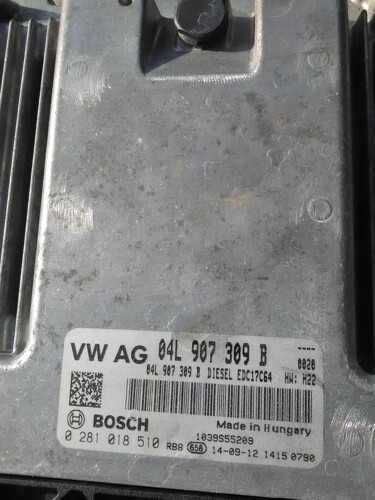 VW AG 04L 907 309 B ----
0020
04L 907 309 B DIESEL EDC17C64 HW: H22
BOSCH Made in Hungary
1039S55209
0 281 018 510 RBB 656 14-09-12 1415 0790